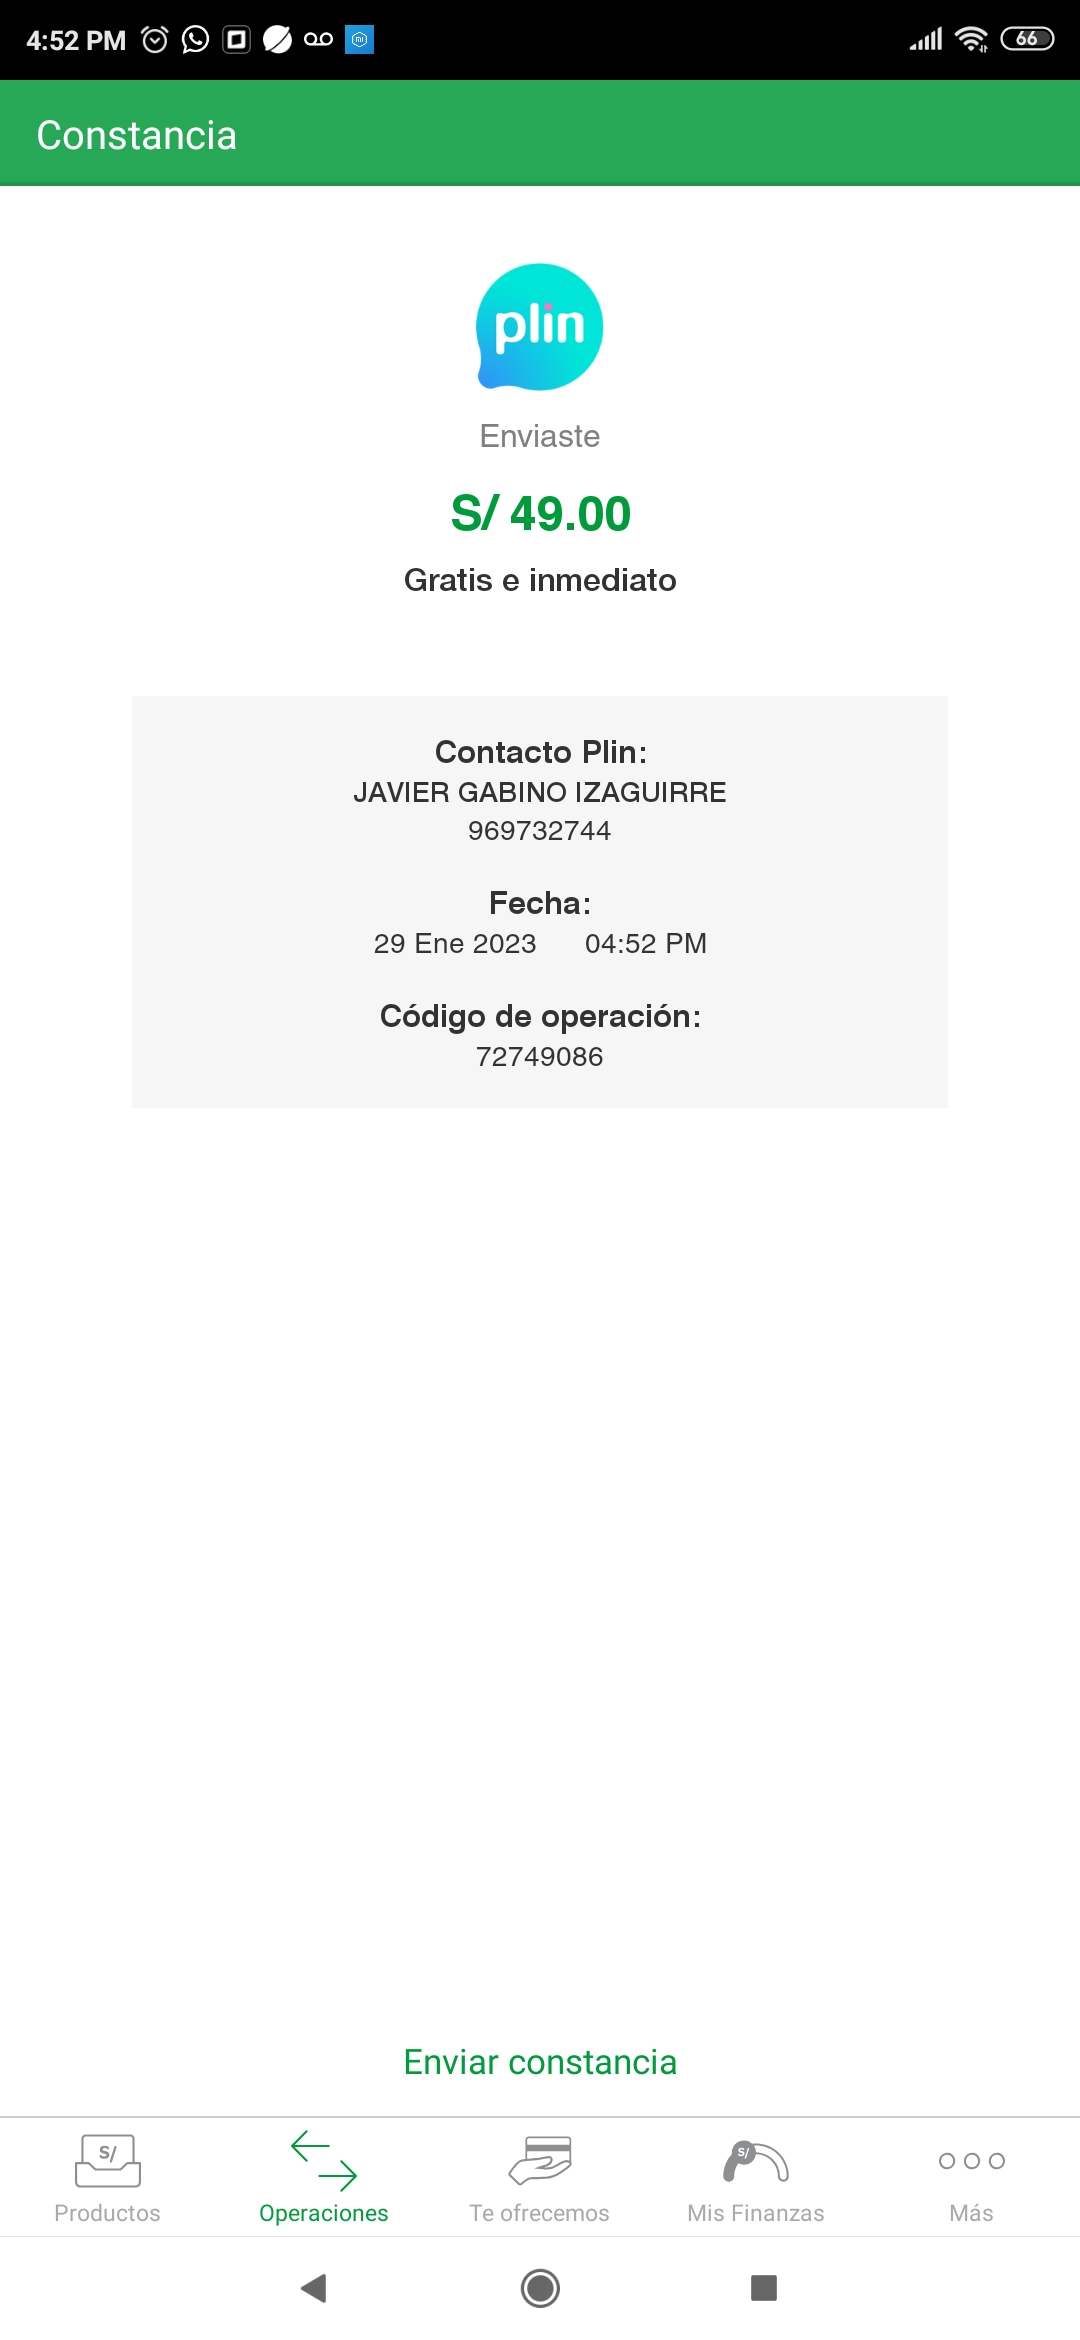 4:52 PM
66
Constancia
plin
Enviaste
S/ 49.00
Gratis e inmediato
Contacto Plin:
JAVIER GABINO IZAGUIRRE
969732744
Fecha:
29 Ene 2023 04:52 PM
Código de operación:
72749086
Enviar constancia
S/
S/
Productos
Operaciones
Te ofrecemos
Mis Finanzas
Más